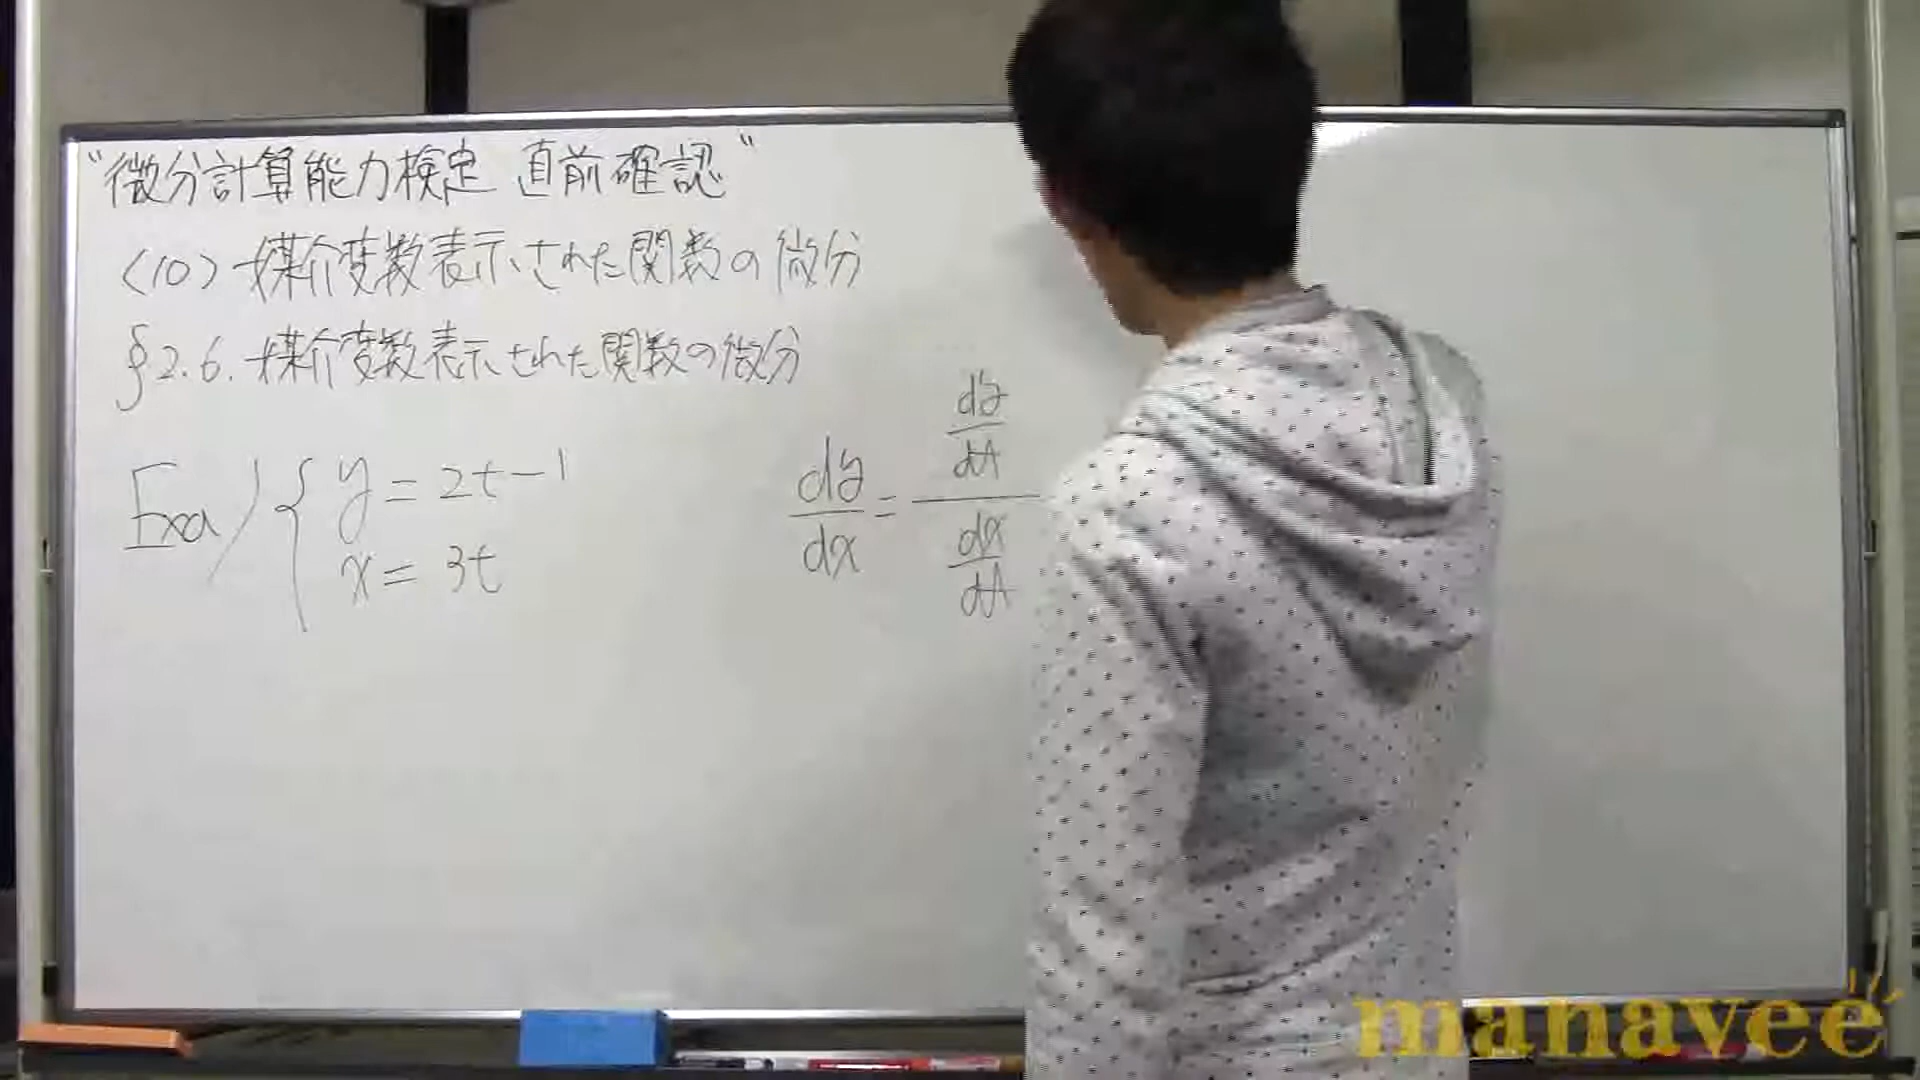 "微分計算能力検定 直前確認"
〈10〉媒介変数表示された関数の微分
§2.6. 媒介変数表示された関数の微分
Exa) { y = 2t-1
x = 3t
dy/dx = (dy/dt)/(dx/dt)
manavee